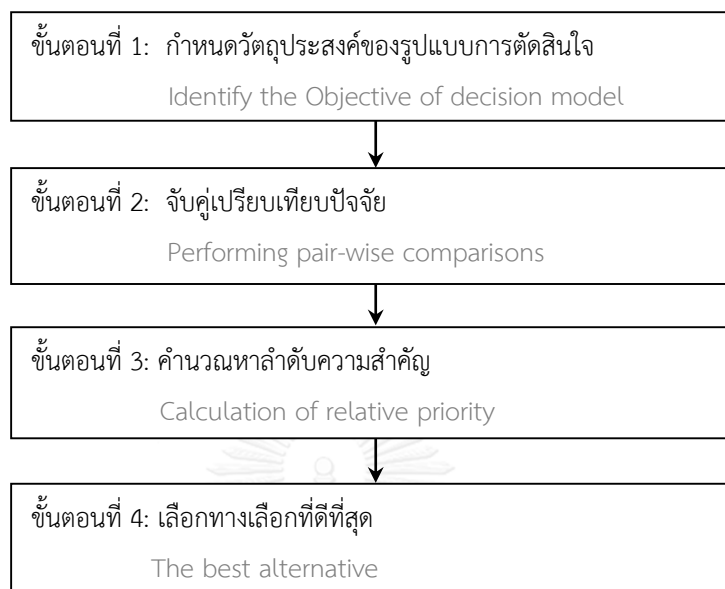 ขั้นตอนที่ 1: กำหนดวัตถุประสงค์ของรูปแบบการตัดสินใจ
Identify the Objective of decision model
ขั้นตอนที่ 2: จับคู่เปรียบเทียบปัจจัย
Performing pair-wise comparisons
ขั้นตอนที่ 3: คำนวณหาลำดับความสำคัญ
Calculation of relative priority
ขั้นตอนที่ 4: เลือกทางเลือกที่ดีที่สุด
The best alternative